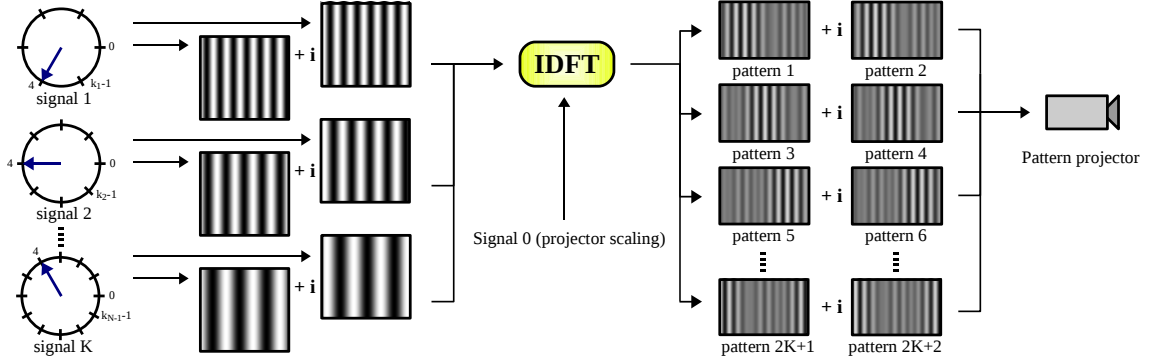 0
4
k1-1
signal 1
+ i
0
4
k2-1
signal 2
+ i
4
0
kN-1-1
signal K
+ i
IDFT
Signal 0 (projector scaling)
+ i
pattern 1
pattern 2
+ i
pattern 3
pattern 4
+ i
pattern 5
pattern 6
+ i
pattern 2K+1
pattern 2K+2
Pattern projector